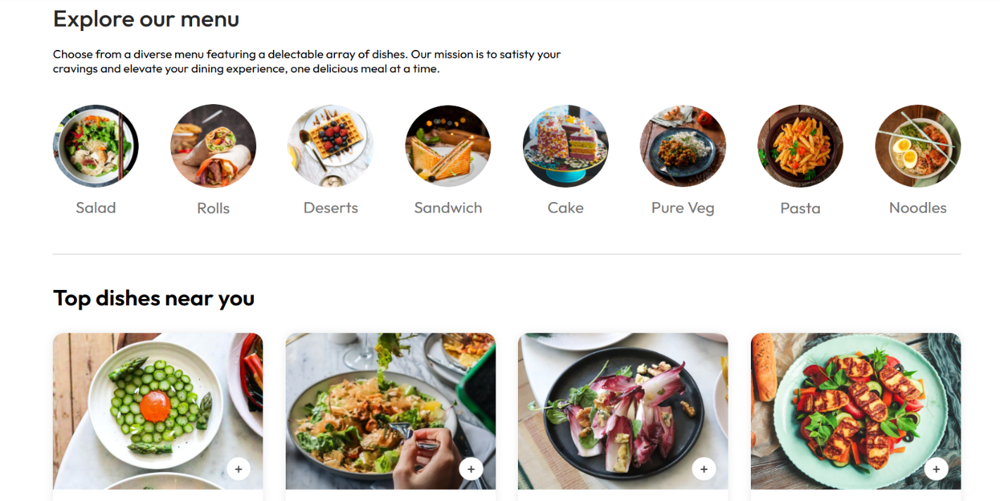 Explore our menu
Choose from a diverse menu featuring a delectable array of dishes. Our mission is to satisty your
cravings and elevate your dining experience, one delicious meal at a time.
Salad
Rolls
Deserts
Sandwich
Cake
Pure Veg
Pasta
Noodles
Top dishes near you